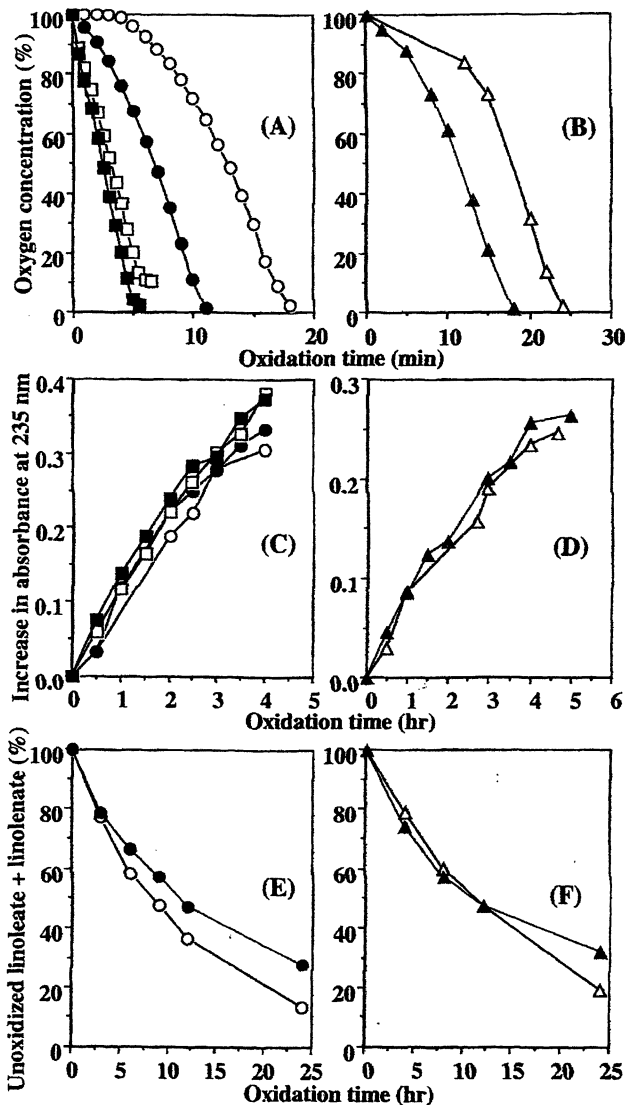 Oxygen concentration (%)
100
80
60
40
20
0
(A)
0 10 20
100
80
60
40
20
0
(B)
0 10 20 30
Oxidation time (min)
Increase in absorbance at 235 nm
0.4
0.3
0.2
0.1
0.0
(C)
0 1 2 3 4 5
0.3
0.2
0.1
0.0
(D)
0 1 2 3 4 5 6
Oxidation time (hr)
Unoxidized linoleate + linolenate (%)
100
80
60
40
20
0
(E)
0 5 10 15 20 25
100
80
60
40
20
0
(F)
0 5 10 15 20 25
Oxidation time (hr)